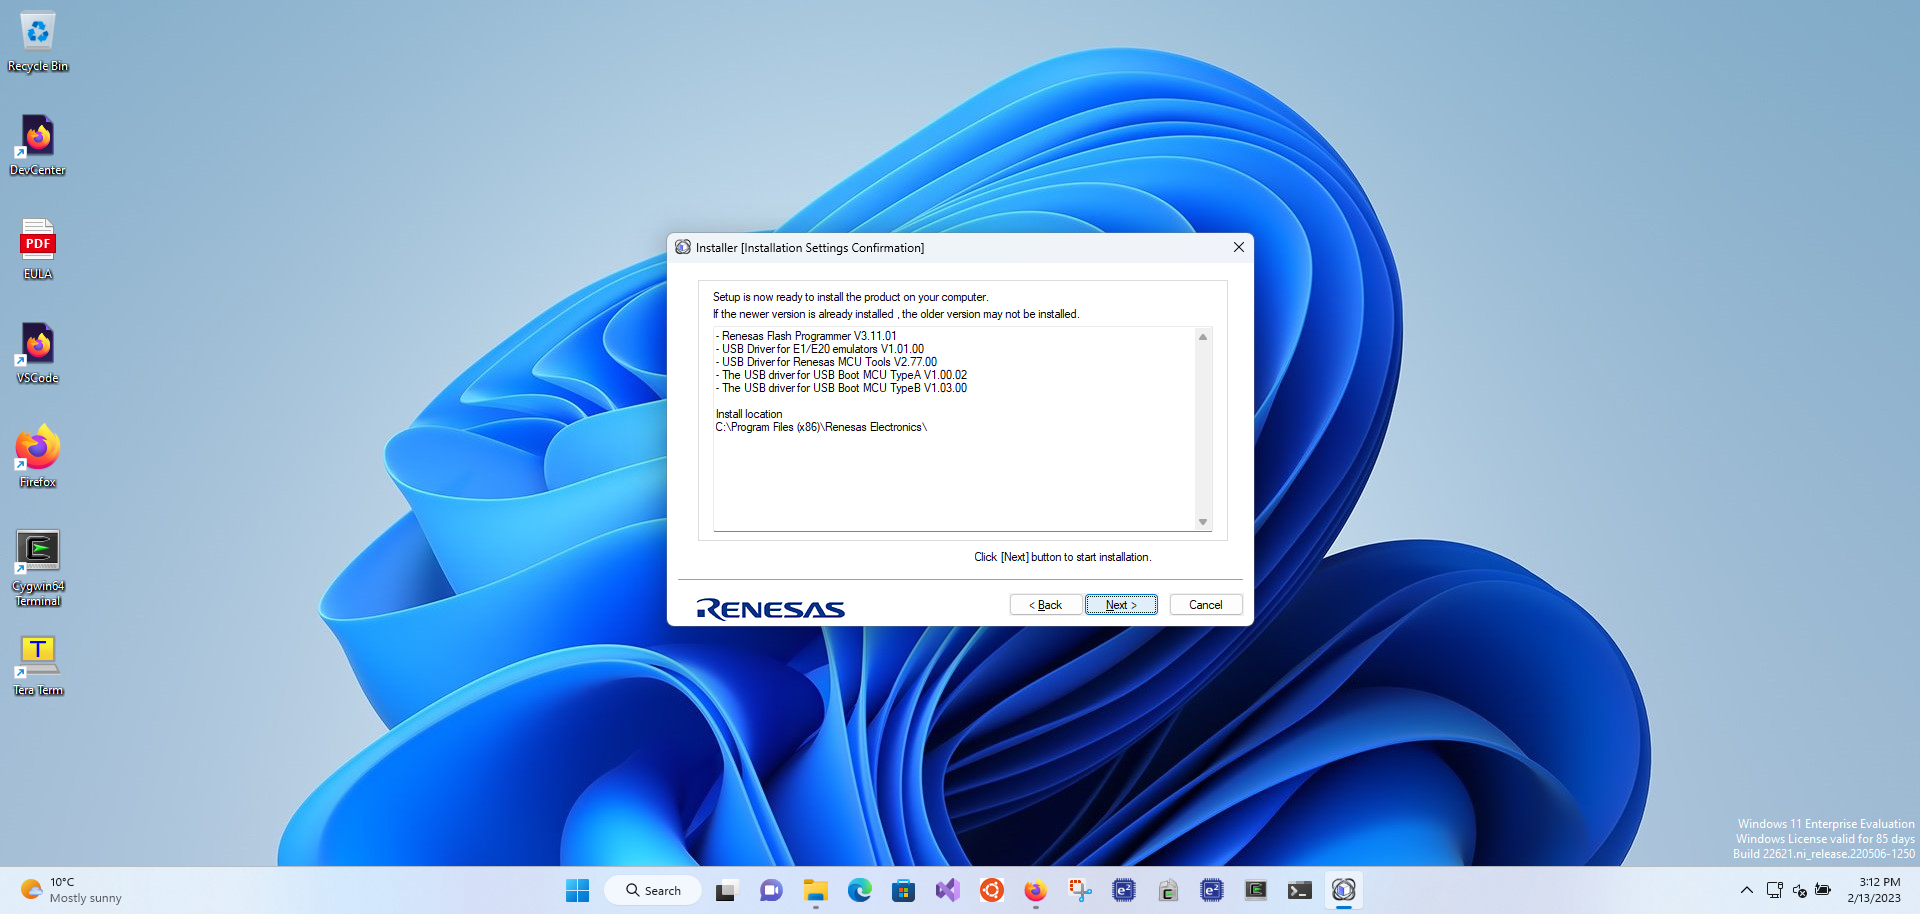 Recycle Bin
DevCenter
PDF
EULA
VSCode
Firefox
Cygwin64
Terminal
T
Tera Term
Installer [Installation Settings Confirmation]
Setup is now ready to install the product on your computer.
If the newer version is already installed , the older version may not be installed.
- Renesas Flash Programmer V3.11.01
- USB Driver for E1/E20 emulators V1.01.00
- USB Driver for Renesas MCU Tools V2.77.00
- The USB driver for USB Boot MCU TypeA V1.00.02
- The USB driver for USB Boot MCU TypeB V1.03.00
Install location
C:\Program Files (x86)\Renesas Electronics\
Click [Next] button to start installation.
RENESAS
< Back
Next >
Cancel
Windows 11 Enterprise Evaluation
Windows License valid for 85 days
Build 22621.ni_release.220506-1250
10°C
Mostly sunny
Search
e²
e²
3:12 PM
2/13/2023